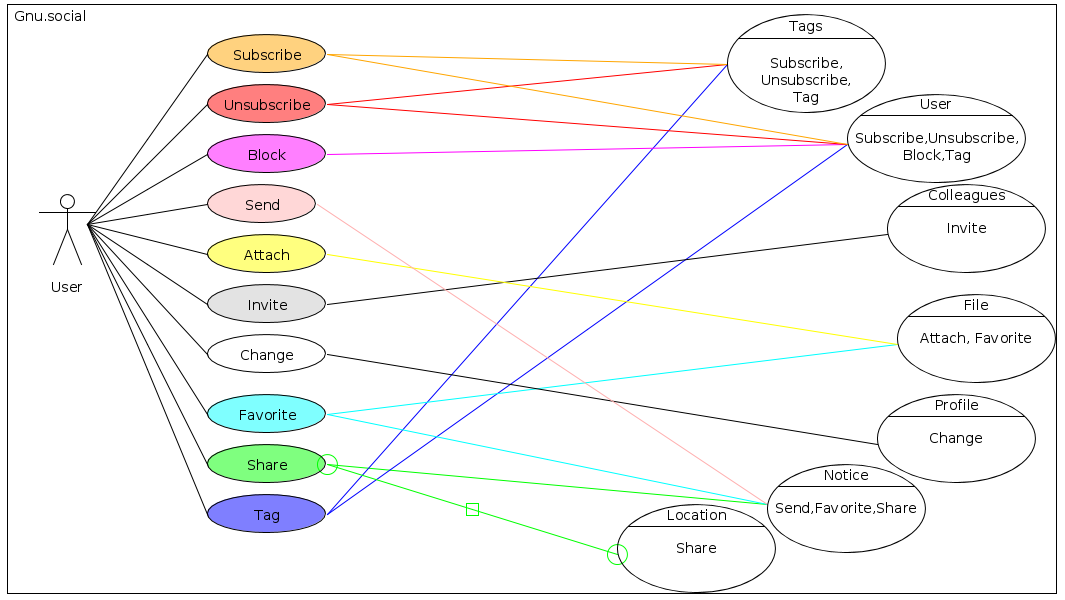 Gnu.social
Subscribe
Unsubscribe
Block
Send
Attach
Invite
Change
Favorite
Share
Tag
User
Tags
Subscribe,
Unsubscribe,
Tag
User
Subscribe,Unsubscribe,
Block,Tag
Colleagues
Invite
File
Attach, Favorite
Profile
Change
Notice
Send,Favorite,Share
Location
Share